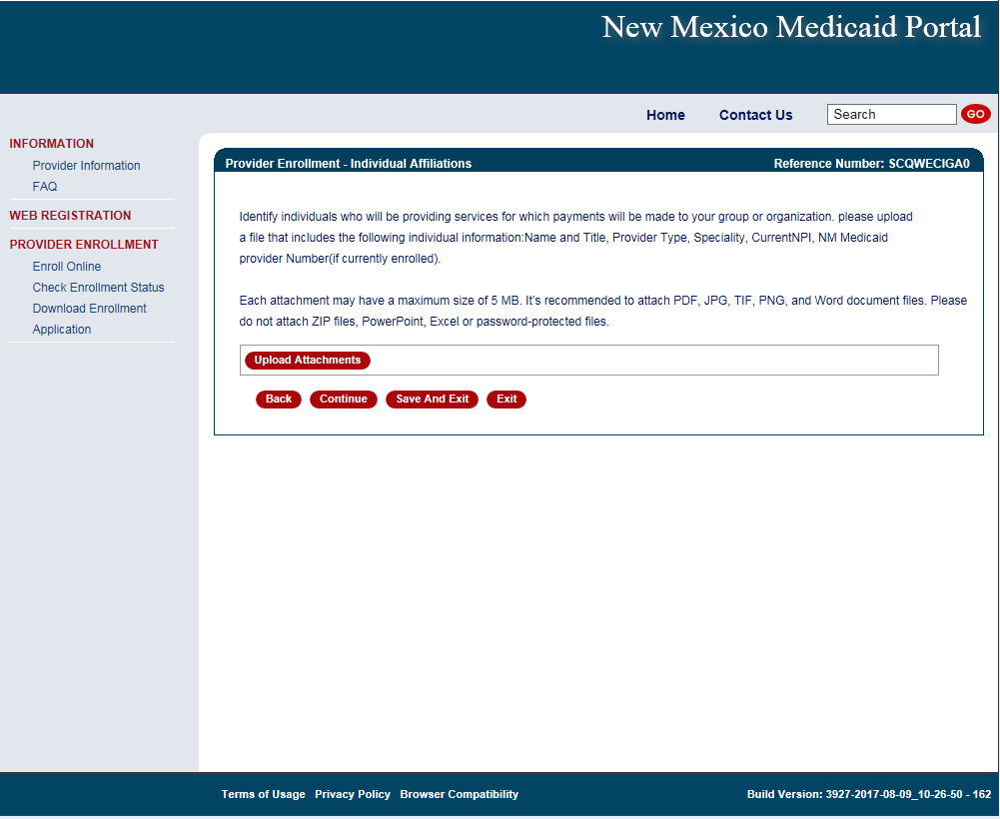 New Mexico Medicaid Portal
Home Contact Us Search GO
INFORMATION
Provider Information
FAQ
WEB REGISTRATION
PROVIDER ENROLLMENT
Enroll Online
Check Enrollment Status
Download Enrollment
Application
Provider Enrollment - Individual Affiliations Reference Number: SCQWECIGA0
Identify individuals who will be providing services for which payments will be made to your group or organization. please upload
a file that includes the following individual information:Name and Title, Provider Type, Speciality, CurrentNPI, NM Medicaid
provider Number(if currently enrolled).
Each attachment may have a maximum size of 5 MB. It's recommended to attach PDF, JPG, TIF, PNG, and Word document files. Please
do not attach ZIP files, PowerPoint, Excel or password-protected files.
Upload Attachments
Back Continue Save And Exit Exit
Terms of Usage Privacy Policy Browser Compatibility Build Version: 3927-2017-08-09_10-26-50 - 162